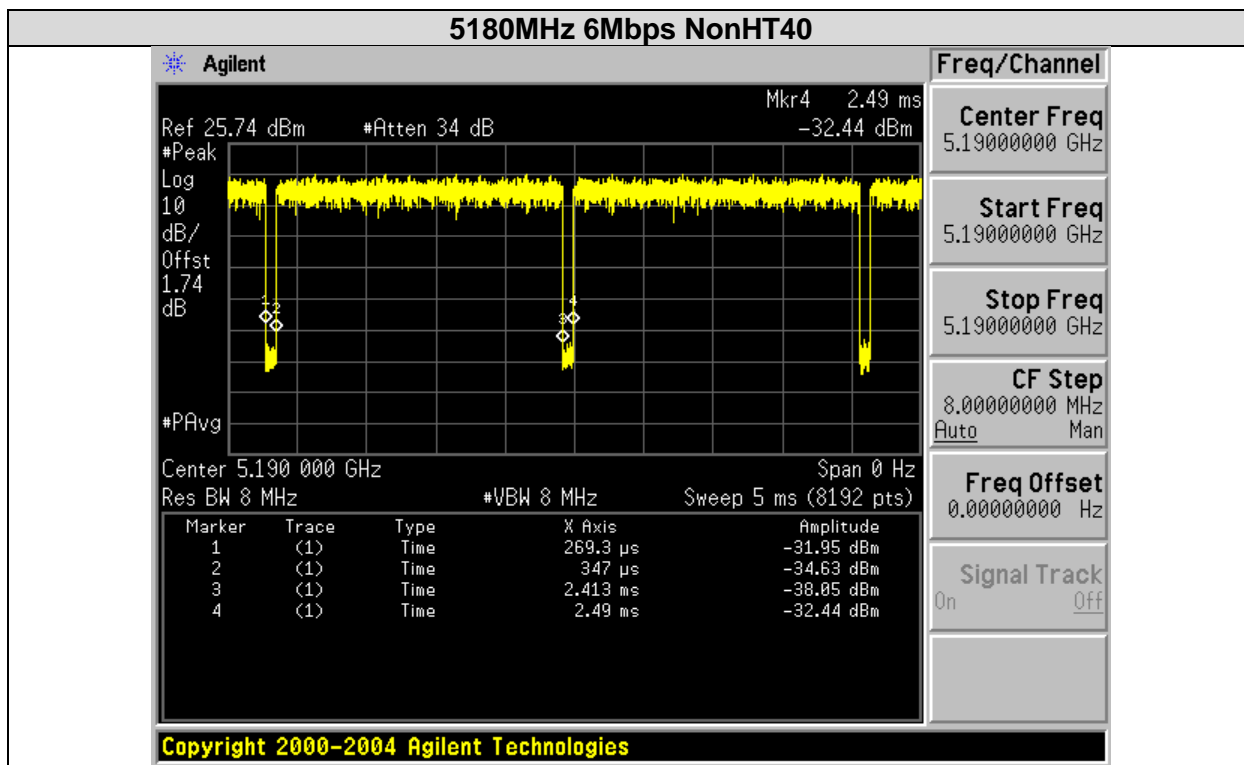 5180MHz 6Mbps NonHT40
Agilent
Freq/Channel
Mkr4 2.49 ms
Ref 25.74 dBm #Atten 34 dB -32.44 dBm
#Peak
Log
10
dB/
Offst
1.74
dB
1
2
3
4
#PAvg
Center 5.190 000 GHz Span 0 Hz
Res BW 8 MHz #VBW 8 MHz Sweep 5 ms (8192 pts)
Marker Trace Type X Axis Amplitude
1 (1) Time 269.3 µs -31.95 dBm
2 (1) Time 347 µs -34.63 dBm
3 (1) Time 2.413 ms -38.05 dBm
4 (1) Time 2.49 ms -32.44 dBm
Center Freq
5.19000000 GHz
Start Freq
5.19000000 GHz
Stop Freq
5.19000000 GHz
CF Step
8.00000000 MHz
Auto Man
Freq Offset
0.00000000 Hz
Signal Track
On Off
Copyright 2000-2004 Agilent Technologies